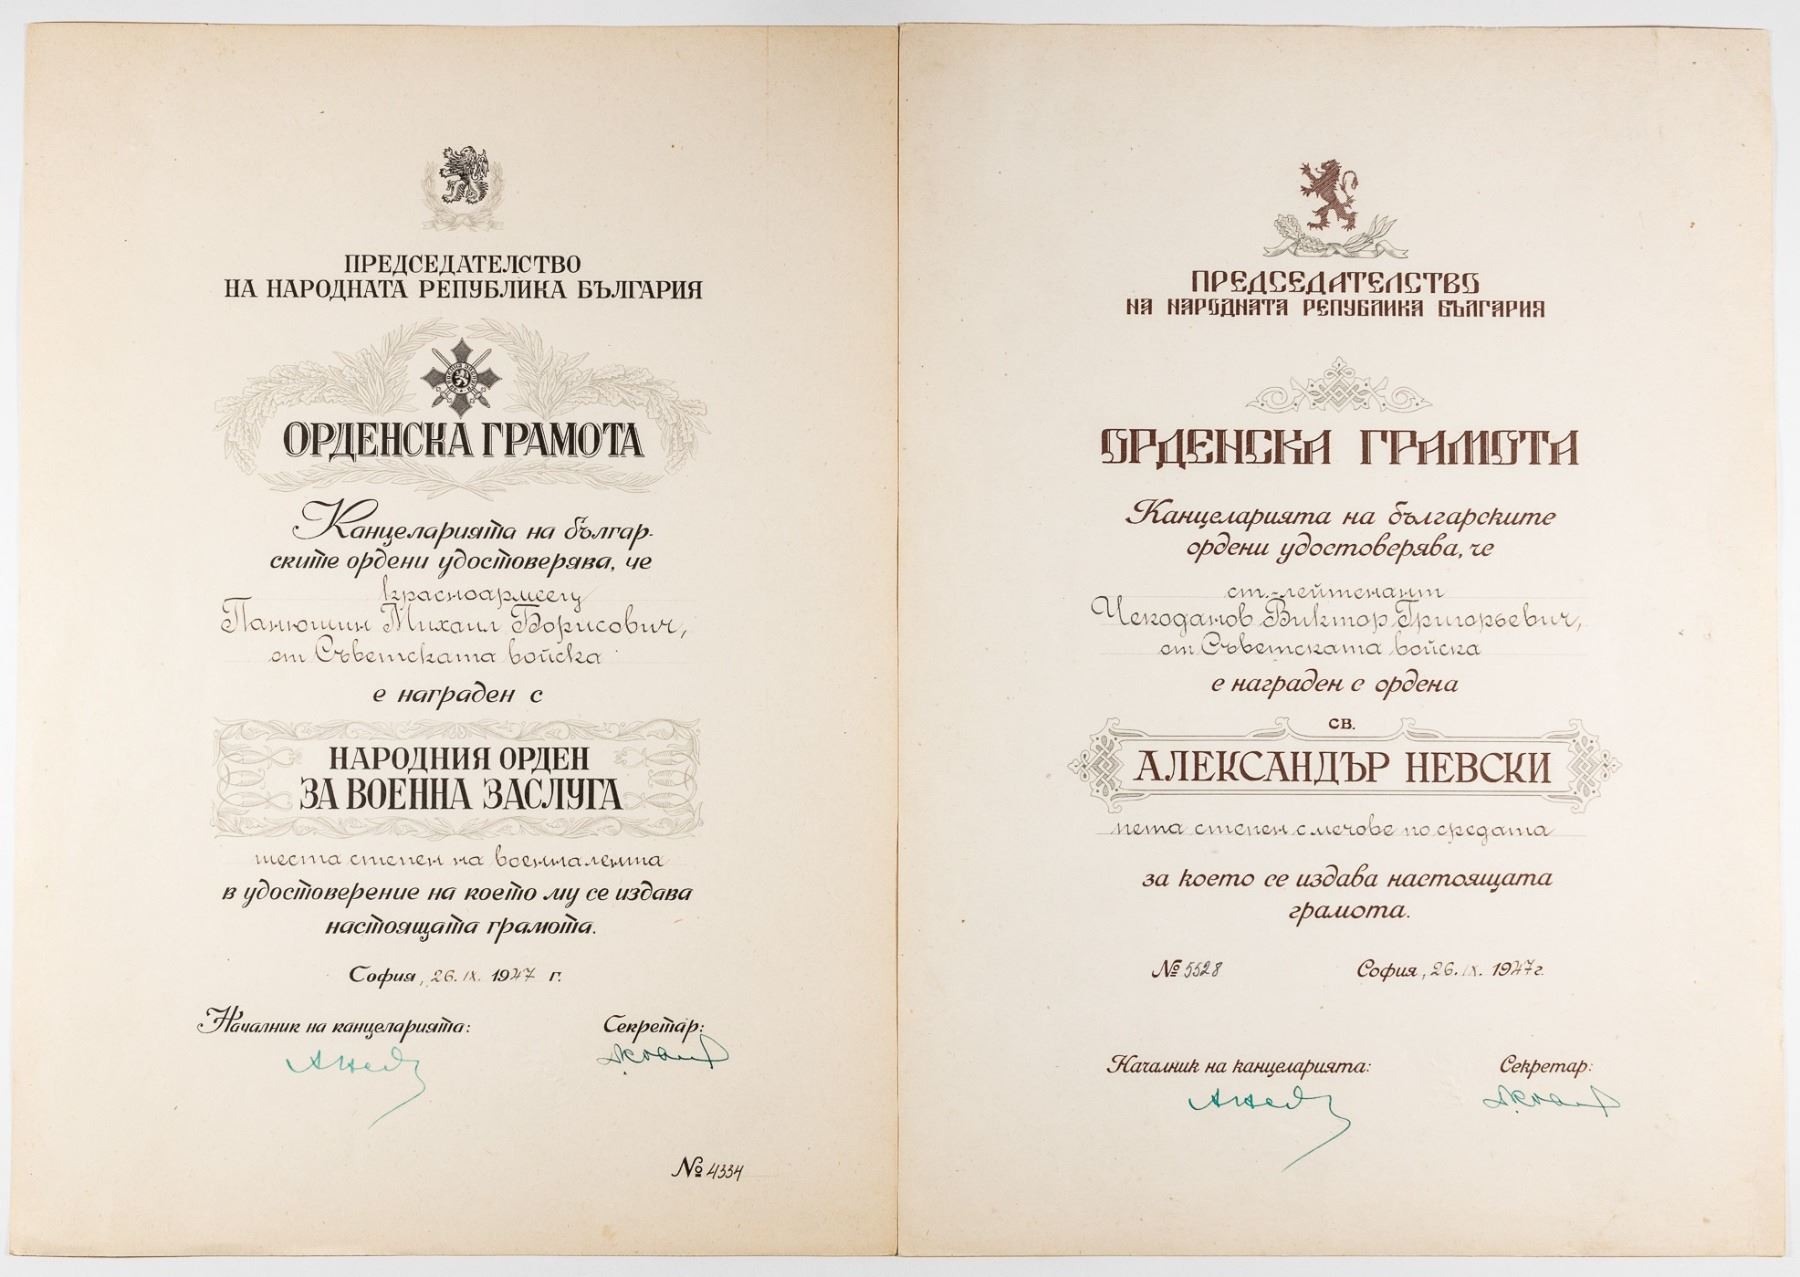 ПРЕДСЕДАТЕЛСТВО
НА НАРОДНАТА РЕПУБЛИКА БЪЛГАРИЯ
ОРДЕНСКА ГРАМОТА
Канцеларията на българ-
ските ордени удостоверява, че
красноармеец
Панюшин Михаил Борисович,
от Съветската войска
е награден с
НАРОДНИЯ ОРДЕН
ЗА ВОЕННА ЗАСЛУГА
шеста степен на военна лента
в удостоверение на което му се издава
настоящата грамота.
София, 26. IX. 1947 г.
Началник на канцеларията: Секретар:
№ 4334
ПРЕДСЕДАТЕЛСТВО
НА НАРОДНАТА РЕПУБЛИКА БЪЛГАРИЯ
ОРДЕНСКА ГРАМОТА
Канцеларията на българските
ордени удостоверява, че
ст.-лейтенант
Чекоданов Виктор Григорьевич,
от Съветската войска
е награден с ордена
СВ.
АЛЕКСАНДЪР НЕВСКИ
пета степен с мечове по средата
за което се издава настоящата
грамота.
№ 5528 София, 26. IX. 1947 г.
Началник на канцеларията: Секретар: